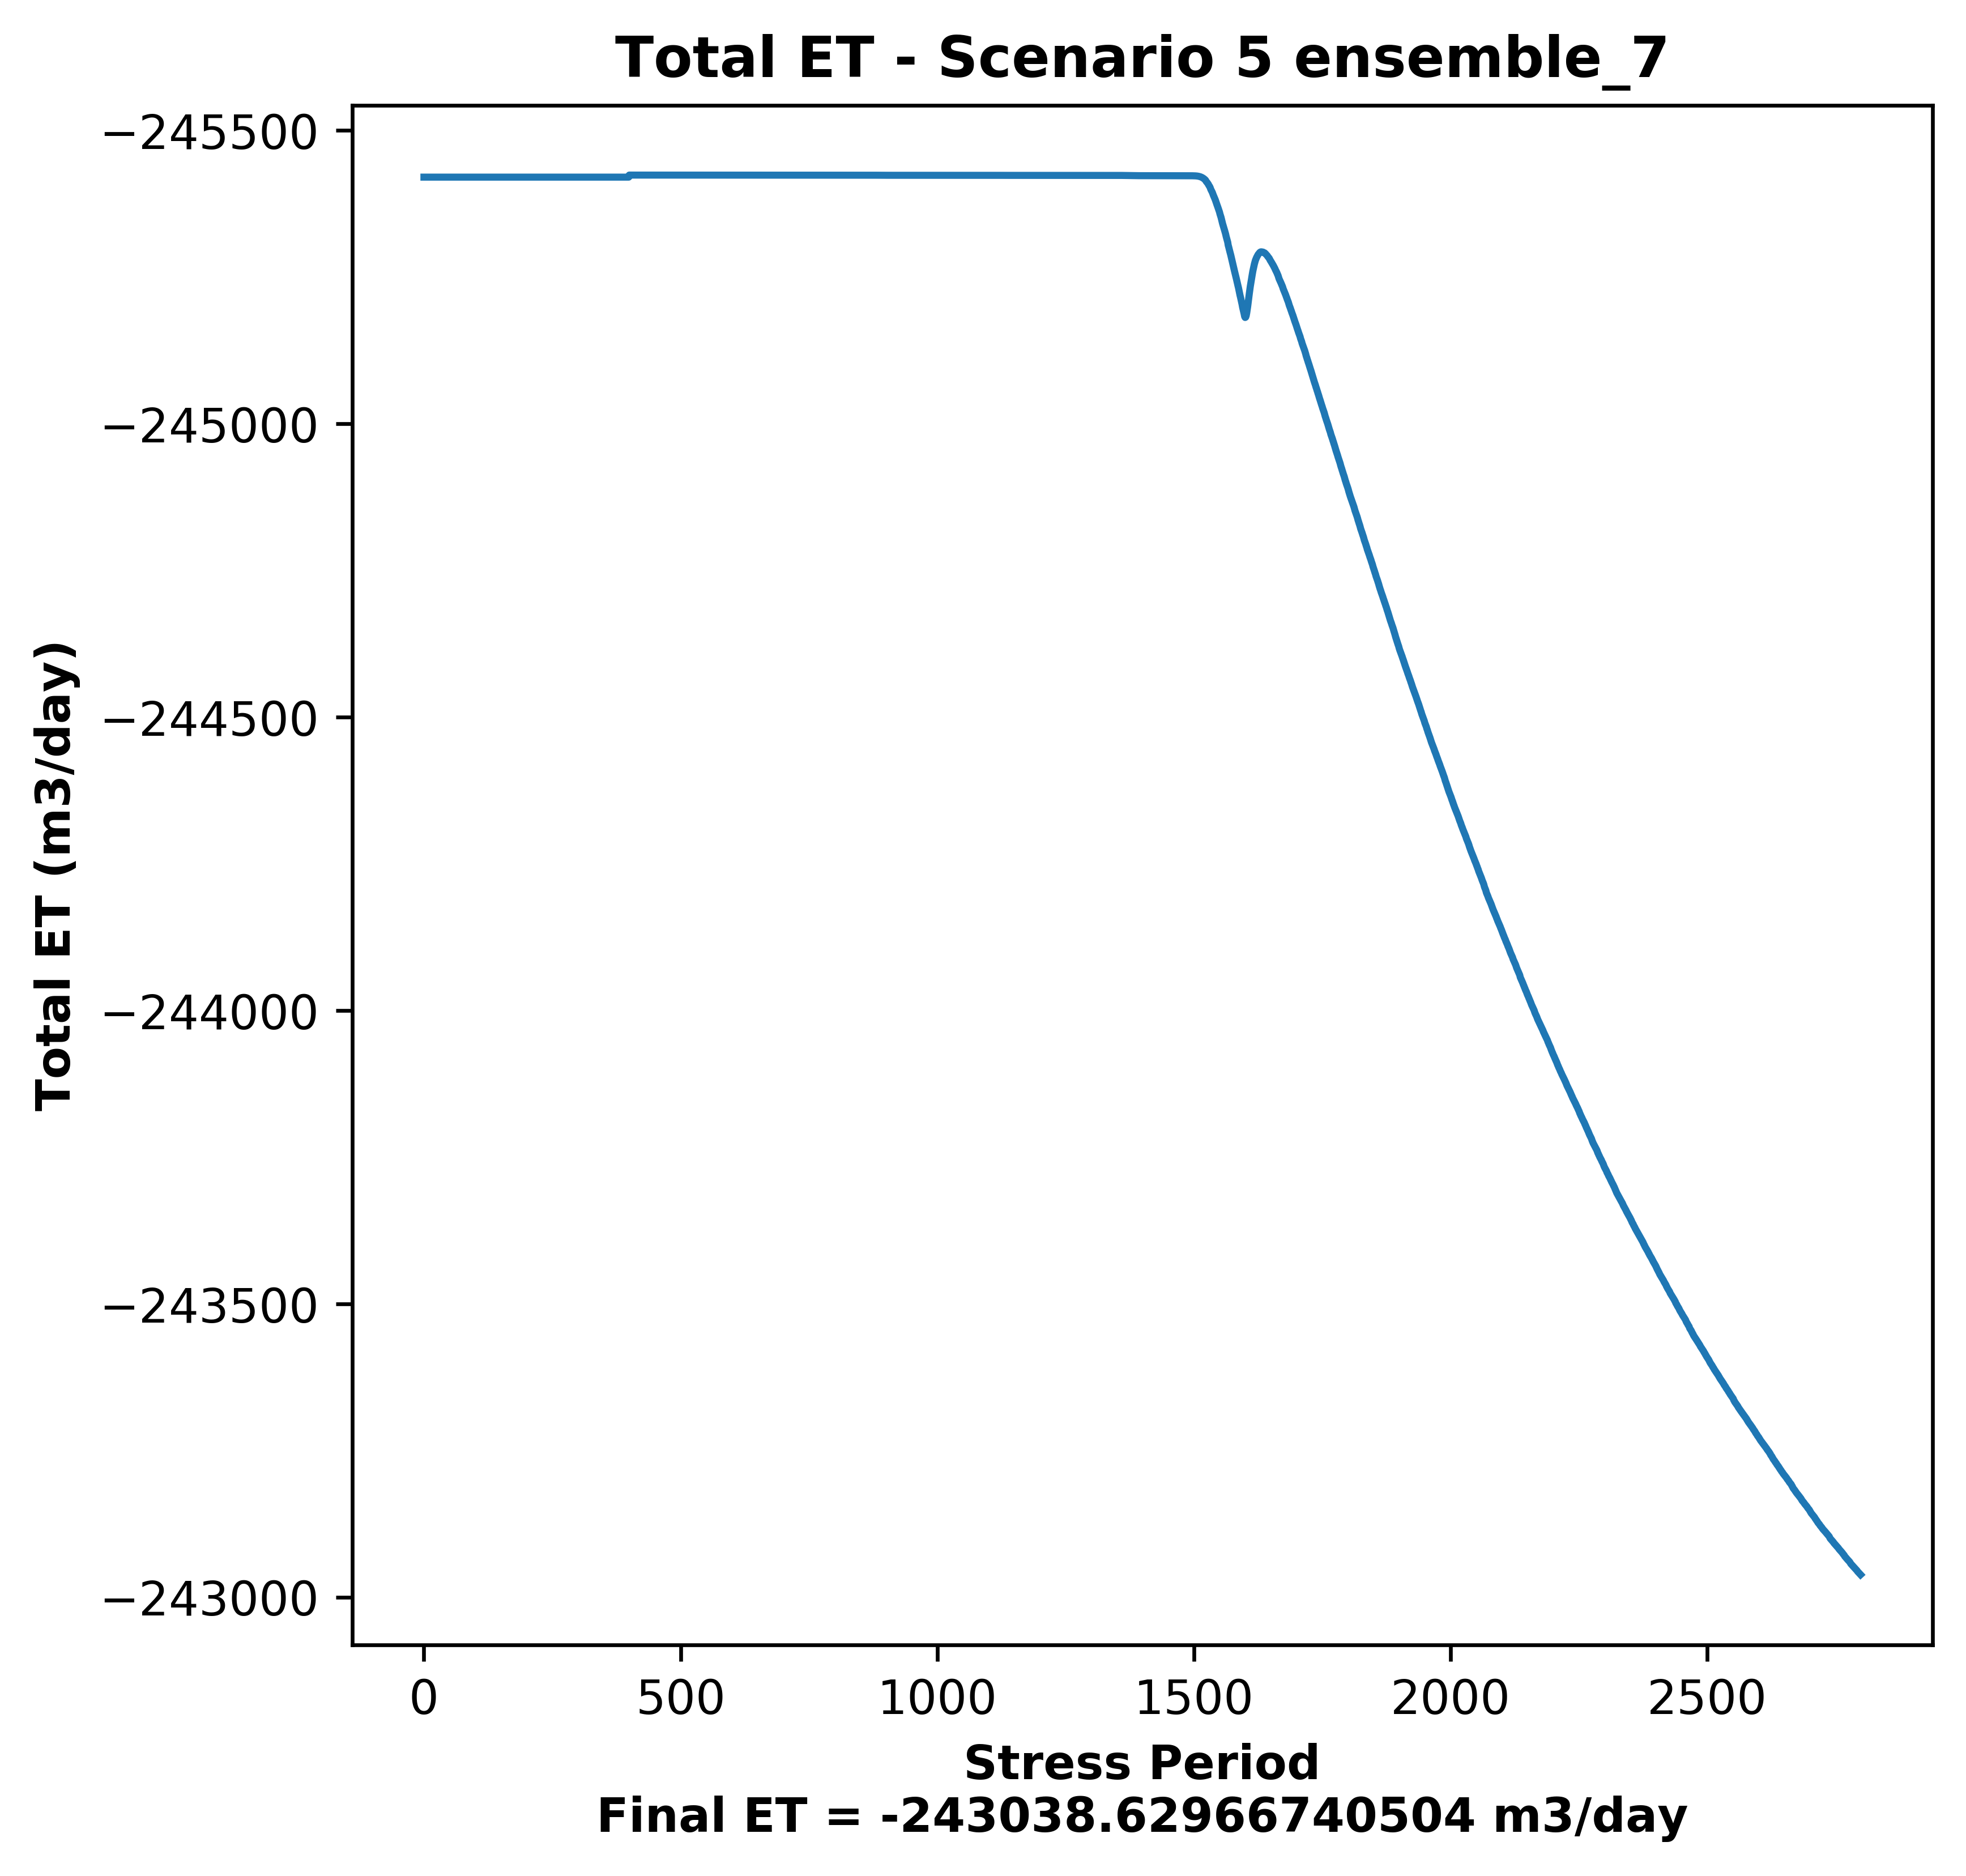 Total ET - Scenario 5 ensemble_7
−245500
−245000
−244500
−244000
−243500
−243000
Total ET (m3/day)
0 500 1000 1500 2000 2500
Stress Period
Final ET = -243038.62966740504 m3/day